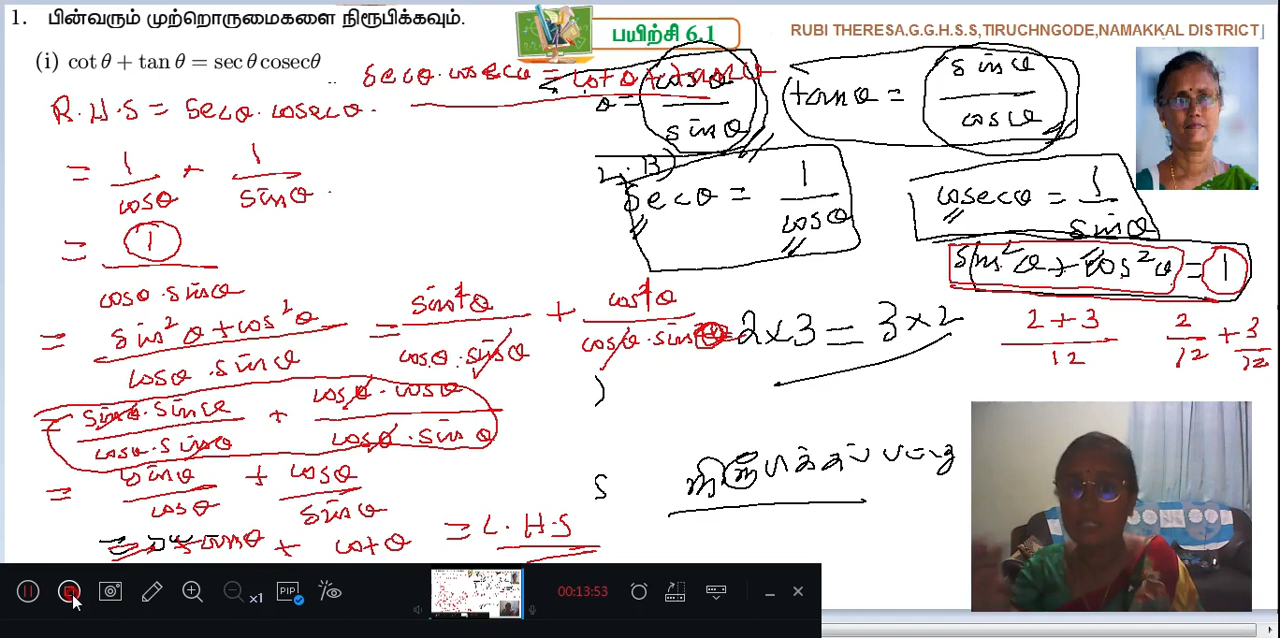 1. பின்வரும் முற்றொருமைகளை நிரூபிக்கவும்.
பயிற்சி 6.1
RUBI THERESA.G.G.H.S.S,TIRUCHNGODE,NAMAKKAL DISTRICT
(i) cot θ + tan θ = sec θ cosec θ
secθ. cosecθ = cotθ + tanθ
R.H.S = secθ. cosecθ.
= 1/cosθ . 1/sinθ.
= 1/cosθ.sinθ
= sin²θ + cos²θ/cosθ.sinθ = sin²θ/cosθ.sinθ + cos²θ/cosθ.sinθ
= sinθ.sinθ/cosθ.sinθ + cosθ.cosθ/cosθ.sinθ
= sinθ/cosθ + cosθ/sinθ
= tanθ + cotθ = L.H.S
θ = cosθ/sinθ
tanθ = sinθ/cosθ
secθ = 1/cosθ
cosecθ = 1/sinθ
sin²θ + cos²θ = 1
2×3 = 3×2
2+3/12 2/12 + 3/12
)
s
x1
PIP
00:13:53